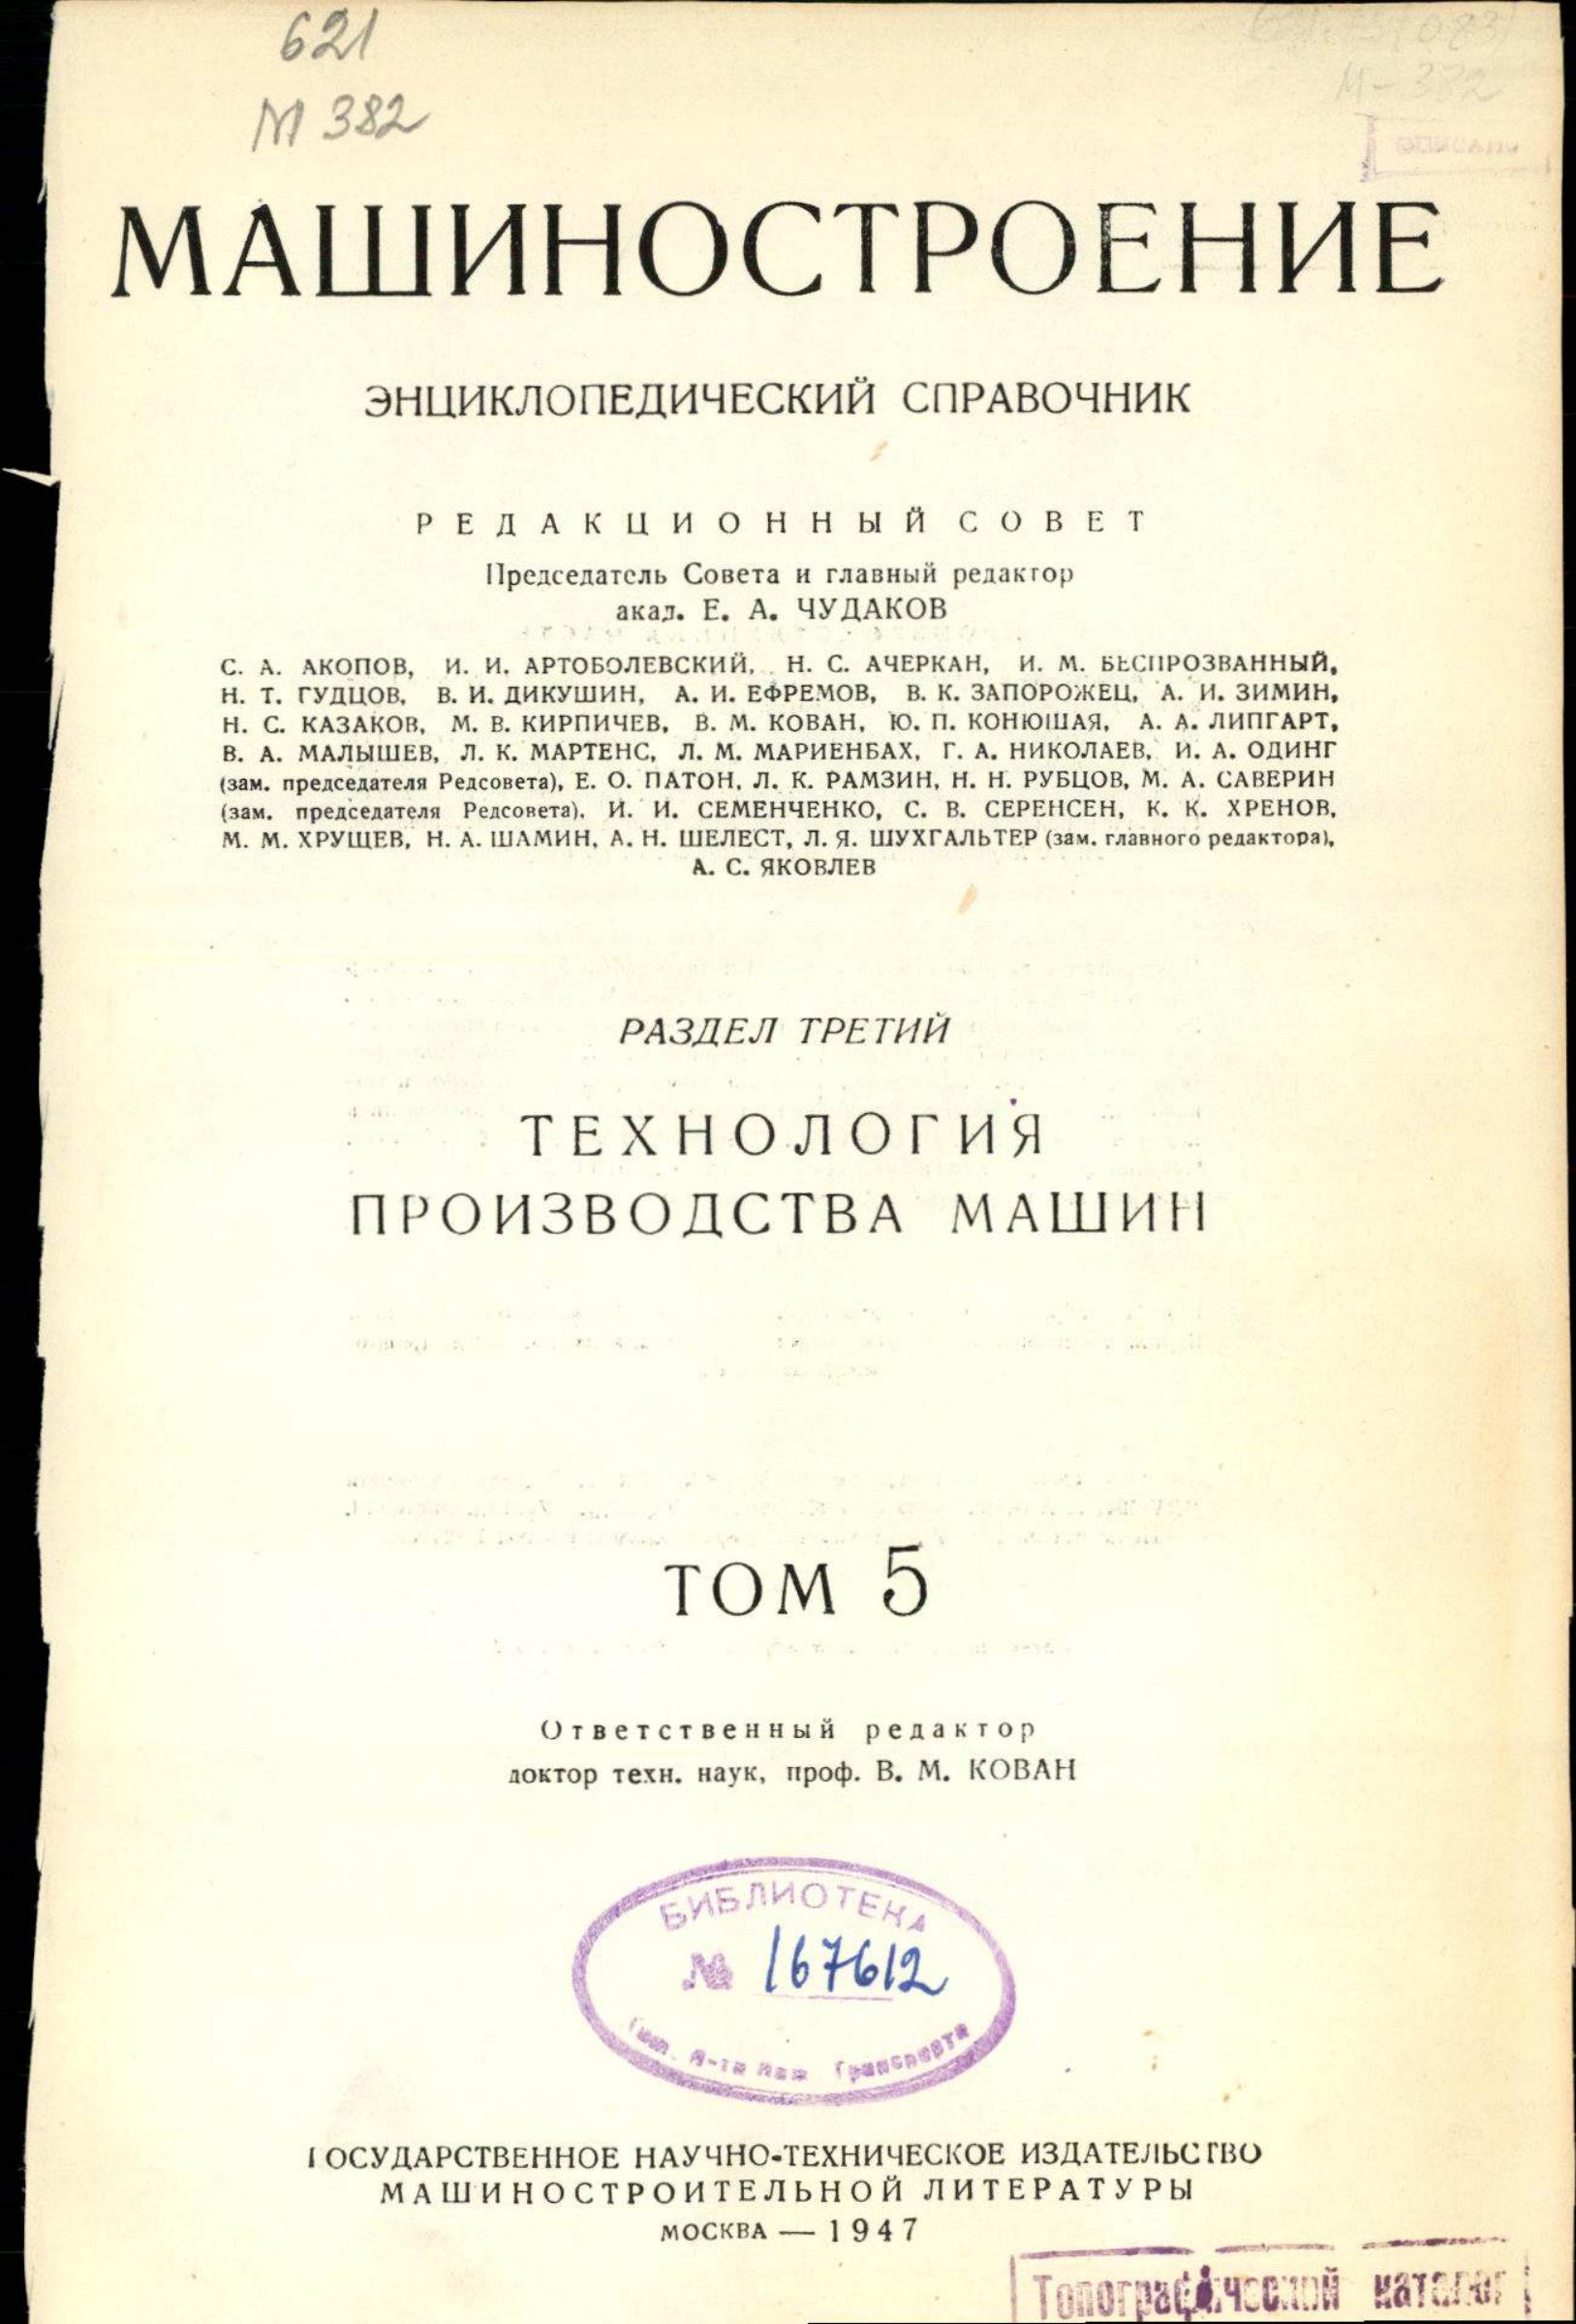 621
М 382
М-382
МАШИНОСТРОЕНИЕ
ЭНЦИКЛОПЕДИЧЕСКИЙ СПРАВОЧНИК
РЕДАКЦИОННЫЙ СОВЕТ
Председатель Совета и главный редактор
акад. Е. А. ЧУДАКОВ
С. А. АКОПОВ, И. И. АРТОБОЛЕВСКИЙ, Н. С. АЧЕРКАН, И. М. БЕСПРОЗВАННЫЙ,
Н. Т. ГУДЦОВ, В. И. ДИКУШИН, А. И. ЕФРЕМОВ, В. К. ЗАПОРОЖЕЦ, А. И. ЗИМИН,
Н. С. КАЗАКОВ, М. В. КИРПИЧЕВ, В. М. КОВАН, Ю. П. КОНЮШАЯ, А. А. ЛИПГАРТ,
В. А. МАЛЫШЕВ, Л. К. МАРТЕНС, Л. М. МАРИЕНБАХ, Г. А. НИКОЛАЕВ, И. А. ОДИНГ
(зам. председателя Редсовета), Е. О. ПАТОН, Л. К. РАМЗИН, Н. Н. РУБЦОВ, М. А. САВЕРИН
(зам. председателя Редсовета), И. И. СЕМЕНЧЕНКО, С. В. СЕРЕНСЕН, К. К. ХРЕНОВ,
М. М. ХРУЩЕВ, Н. А. ШАМИН, А. Н. ШЕЛЕСТ, Л. Я. ШУХГАЛЬТЕР (зам. главного редактора),
А. С. ЯКОВЛЕВ
РАЗДЕЛ ТРЕТИЙ
ТЕХНОЛОГИЯ
ПРОИЗВОДСТВА МАШИН
ТОМ 5
Ответственный редактор
доктор техн. наук, проф. В. М. КОВАН
БИБЛИОТЕКА
№ 167612
транспорта
ГОСУДАРСТВЕННОЕ НАУЧНО-ТЕХНИЧЕСКОЕ ИЗДАТЕЛЬСТВО
МАШИНОСТРОИТЕЛЬНОЙ ЛИТЕРАТУРЫ
МОСКВА — 1947
Топографический каталог